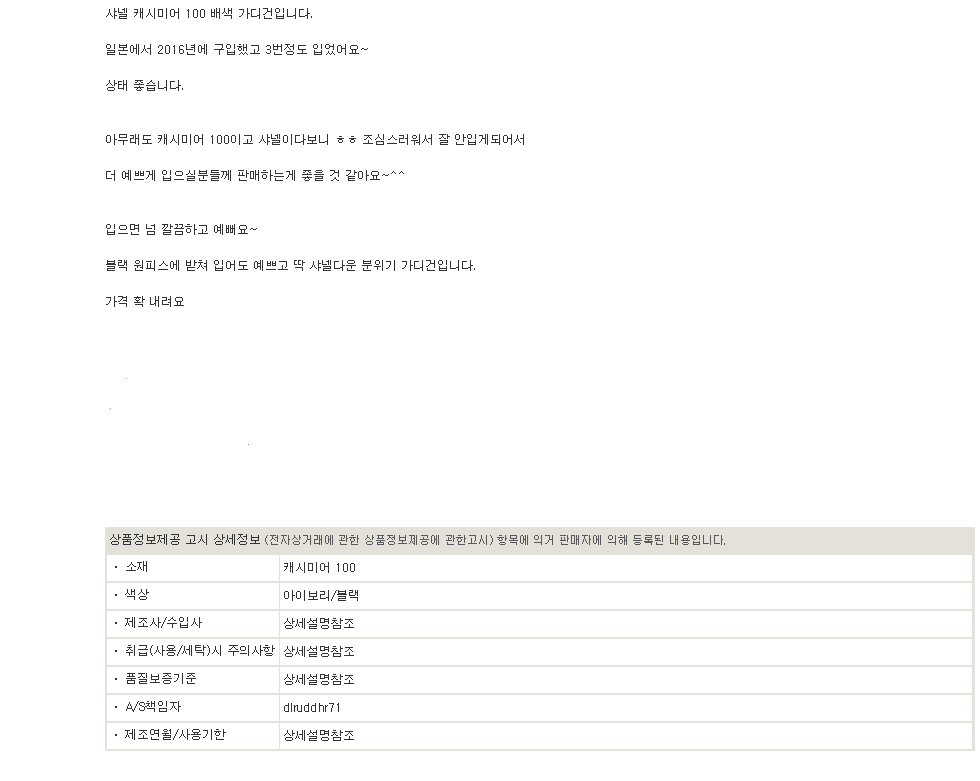 샤넬 캐시미어 100 배색 가디건입니다.
일본에서 2016년에 구입했고 3번정도 입었어요~
상태 좋습니다.
아무래도 캐시미어 100이고 샤넬이다보니 ㅎㅎ 조심스러워서 잘 안입게되어서
더 예쁘게 입으실분들께 판매하는게 좋을 것 같아요~^^
입으면 넘 깔끔하고 예뻐요~
블랙 원피스에 받쳐 입어도 예쁘고 딱 샤넬다운 분위기 가디건입니다.
가격 확 내려요
상품정보제공 고시 상세정보 (전자상거래에 관한 상품정보제공에 관한고시) 항목에 의거 판매자에 의해 등록된 내용입니다.
· 소재 캐시미어 100
· 색상 아이보리/블랙
· 제조사/수입사 상세설명참조
· 취급(사용/세탁)시 주의사항 상세설명참조
· 품질보증기준 상세설명참조
· A/S책임자 dlruddhr71
· 제조연월/사용기한 상세설명참조